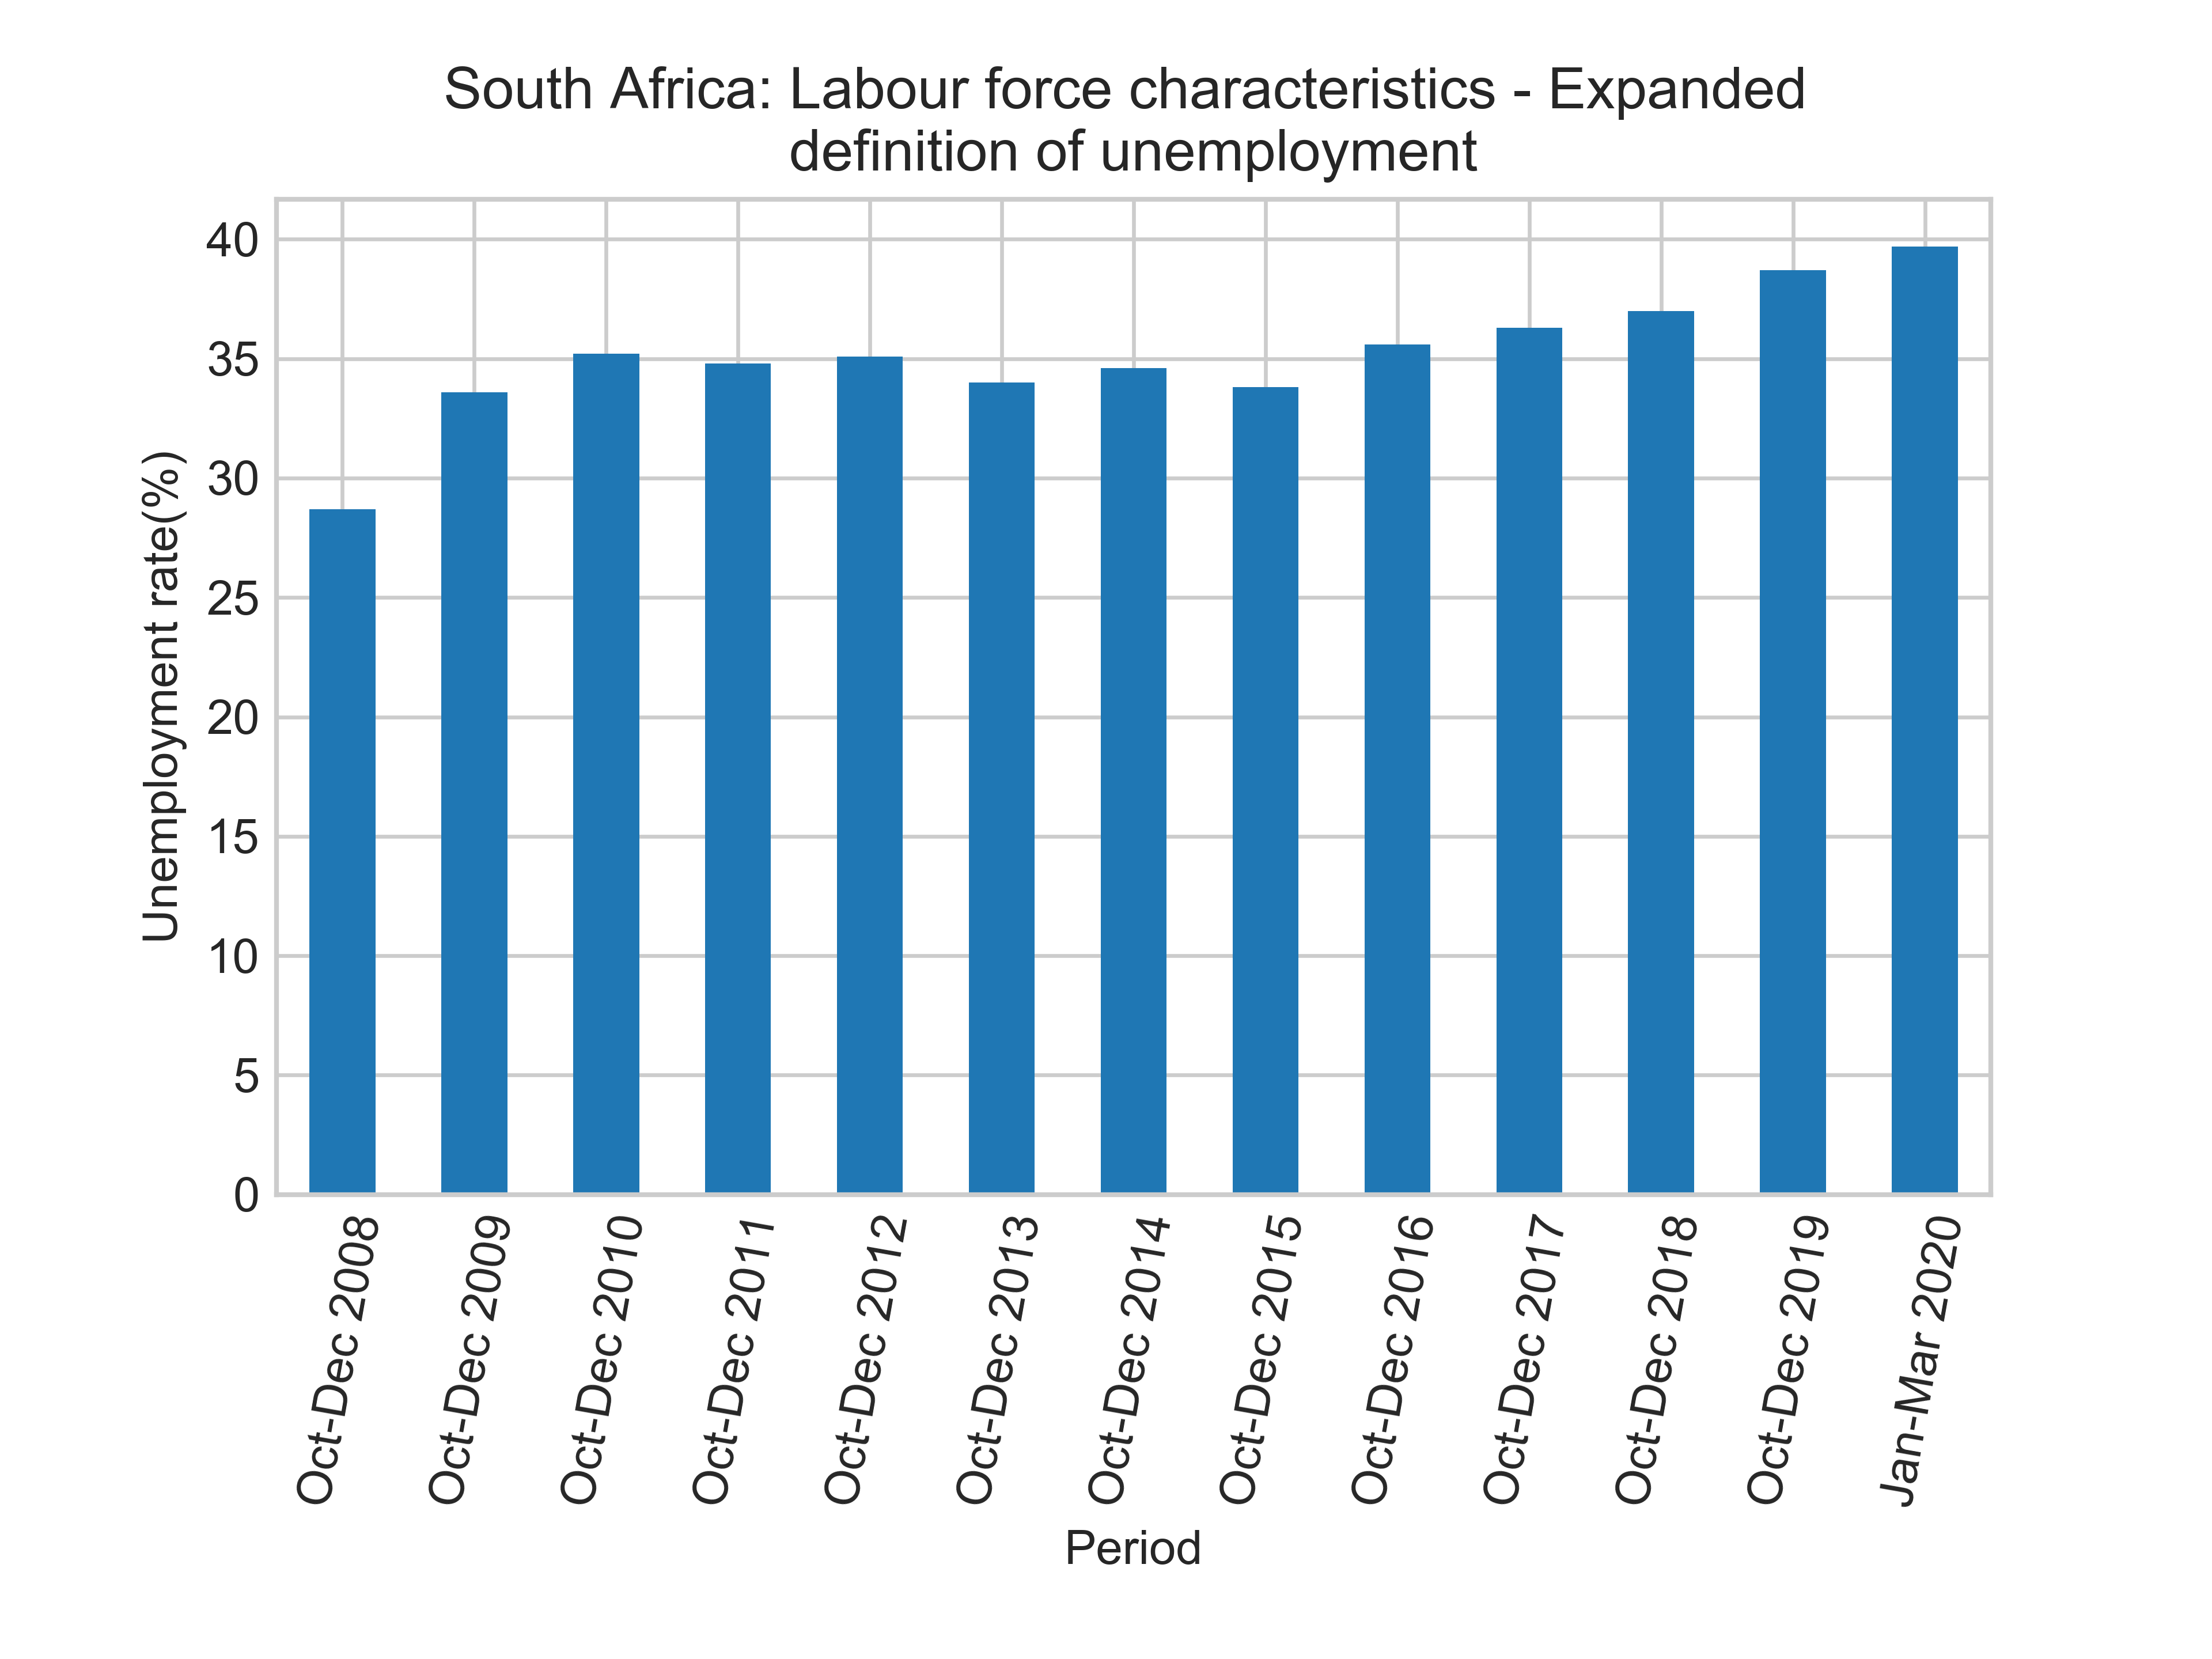 South Africa: Labour force characteristics - Expanded
definition of unemployment
Unemployment rate(%)
40
35
30
25
20
15
10
5
0
Oct-Dec 2008
Oct-Dec 2009
Oct-Dec 2010
Oct-Dec 2011
Oct-Dec 2012
Oct-Dec 2013
Oct-Dec 2014
Oct-Dec 2015
Oct-Dec 2016
Oct-Dec 2017
Oct-Dec 2018
Oct-Dec 2019
Jan-Mar 2020
Period